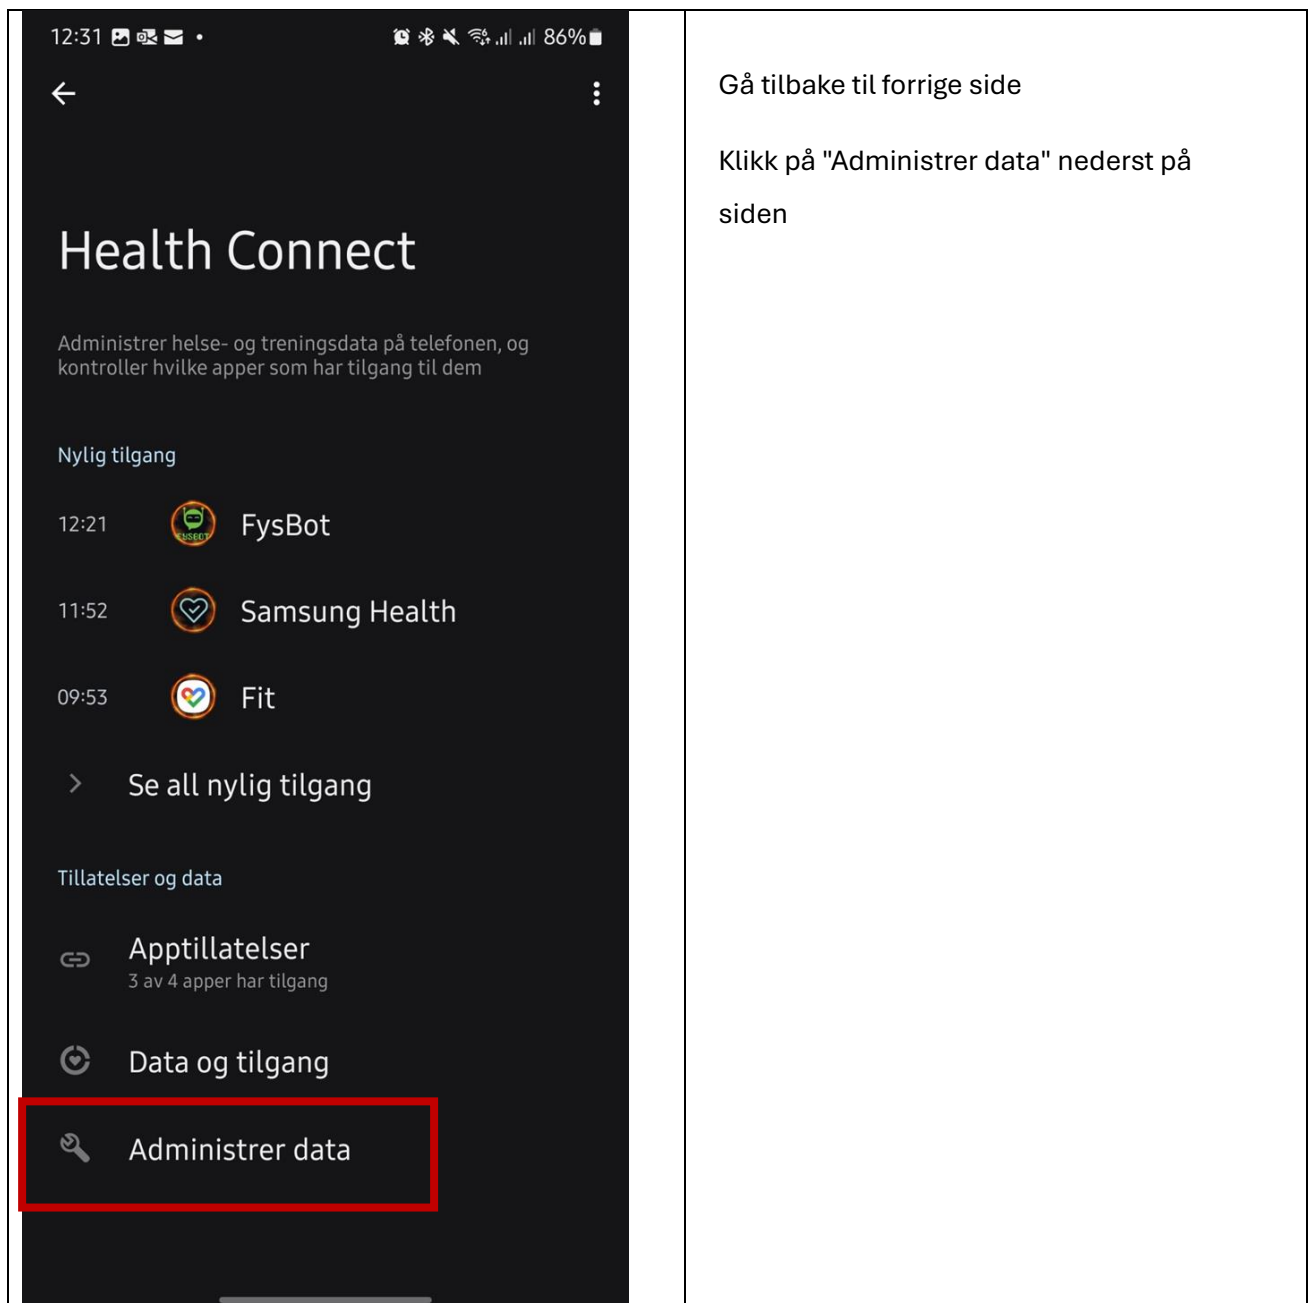 12:31
86%
Health Connect
Administrer helse- og treningsdata på telefonen, og
kontroller hvilke apper som har tilgang til dem
Nylig tilgang
12:21 FYSBOT FysBot
11:52 Samsung Health
09:53 Fit
Se all nylig tilgang
Tillatelser og data
Apptillatelser
3 av 4 apper har tilgang
Data og tilgang
Administrer data
Gå tilbake til forrige side
Klikk på "Administrer data" nederst på
siden